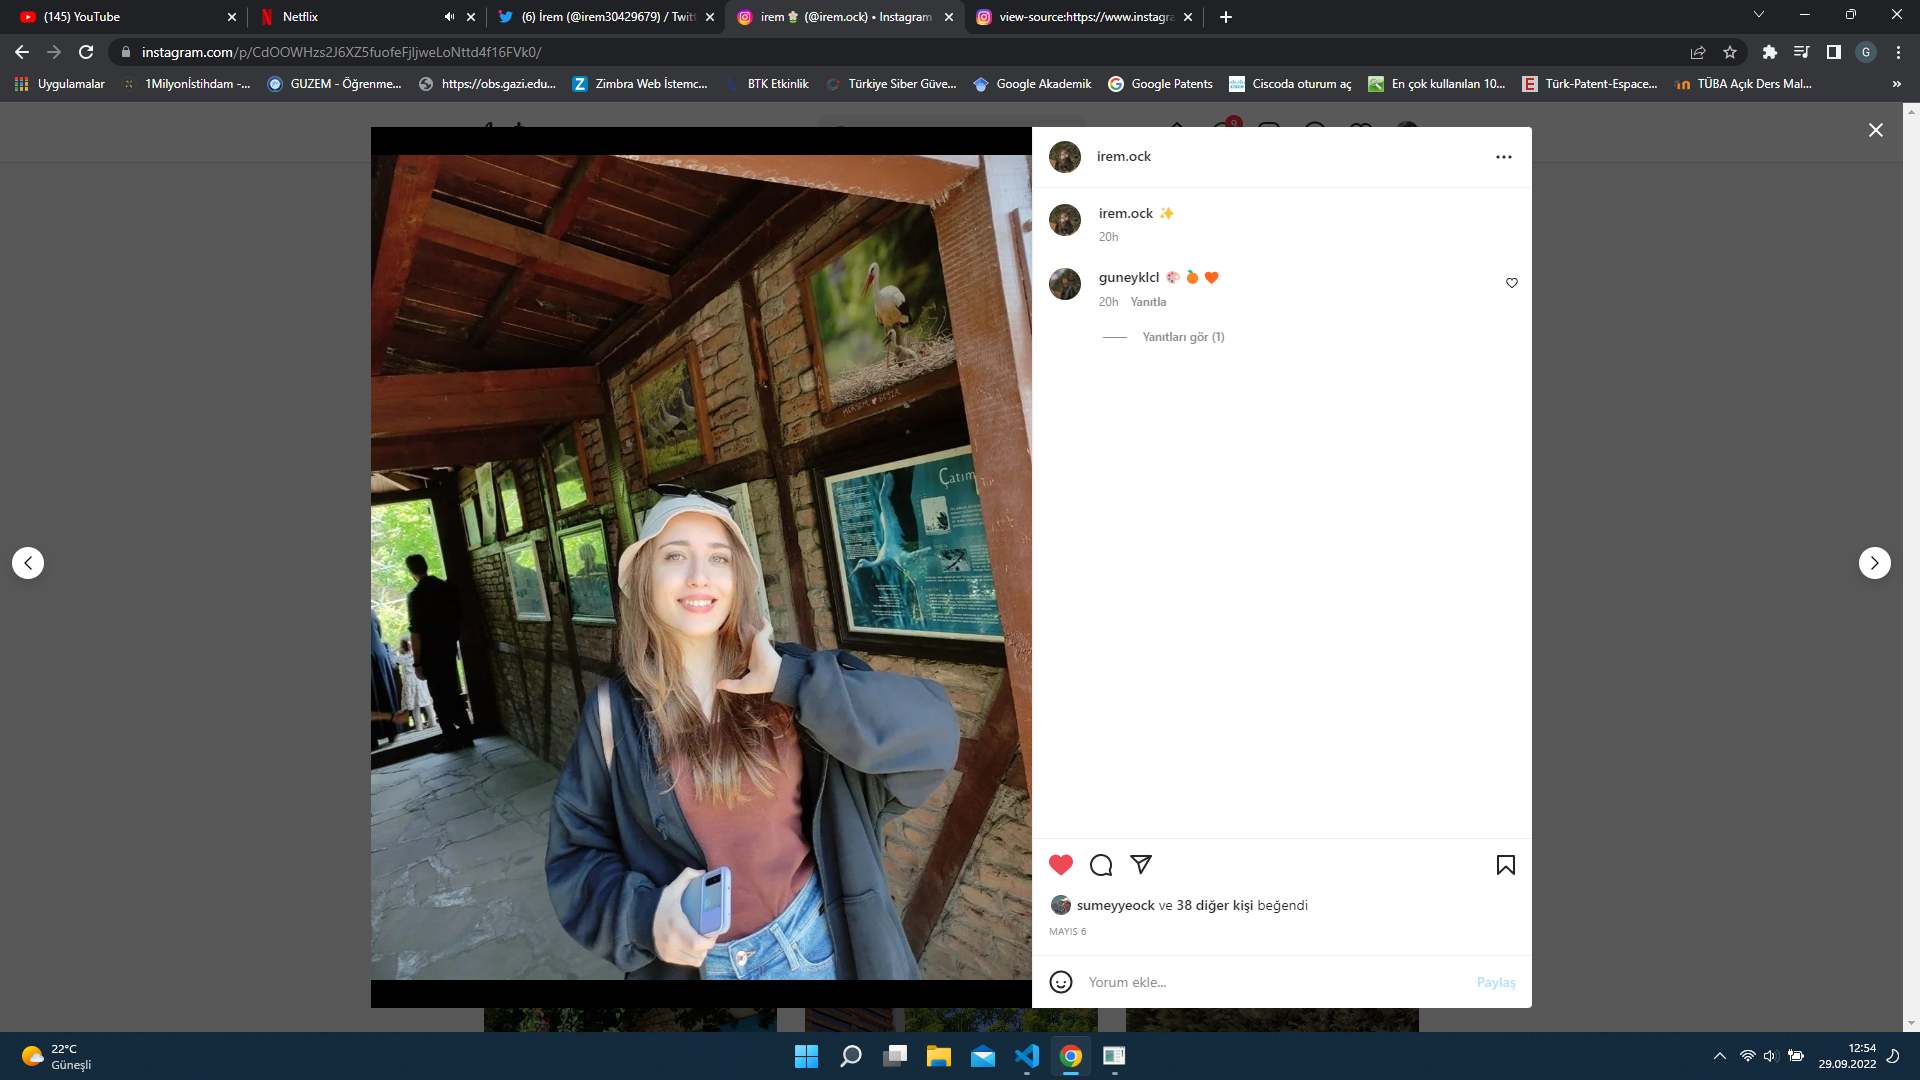 (145) YouTube
Netflix
(6) İrem (@irem30429679) / Twitt
irem 🧁 (@irem.ock) • Instagram
view-source:https://www.instagra
instagram.com/p/CdOOWHzs2J6XZ5fuofeFjljweLoNttd4f16FVk0/
G
Uygulamalar
1Milyonİstihdam -...
GUZEM - Öğrenme...
https://obs.gazi.edu...
Zimbra Web İstemc...
BTK Etkinlik
Türkiye Siber Güve...
Google Akademik
Google Patents
Ciscoda oturum aç
En çok kullanılan 10...
Türk-Patent-Espace...
TÜBA Açık Ders Mal...
»
9
irem.ock
irem.ock ✨
20h
guneyklcl 🎨 🍊 🧡
20h Yanıtla
Yanıtları gör (1)
MERYEM
Çatım
sumeyyeock ve 38 diğer kişi beğendi
MAYIS 6
Yorum ekle...
Paylaş
22°C
Güneşli
12:54
29.09.2022